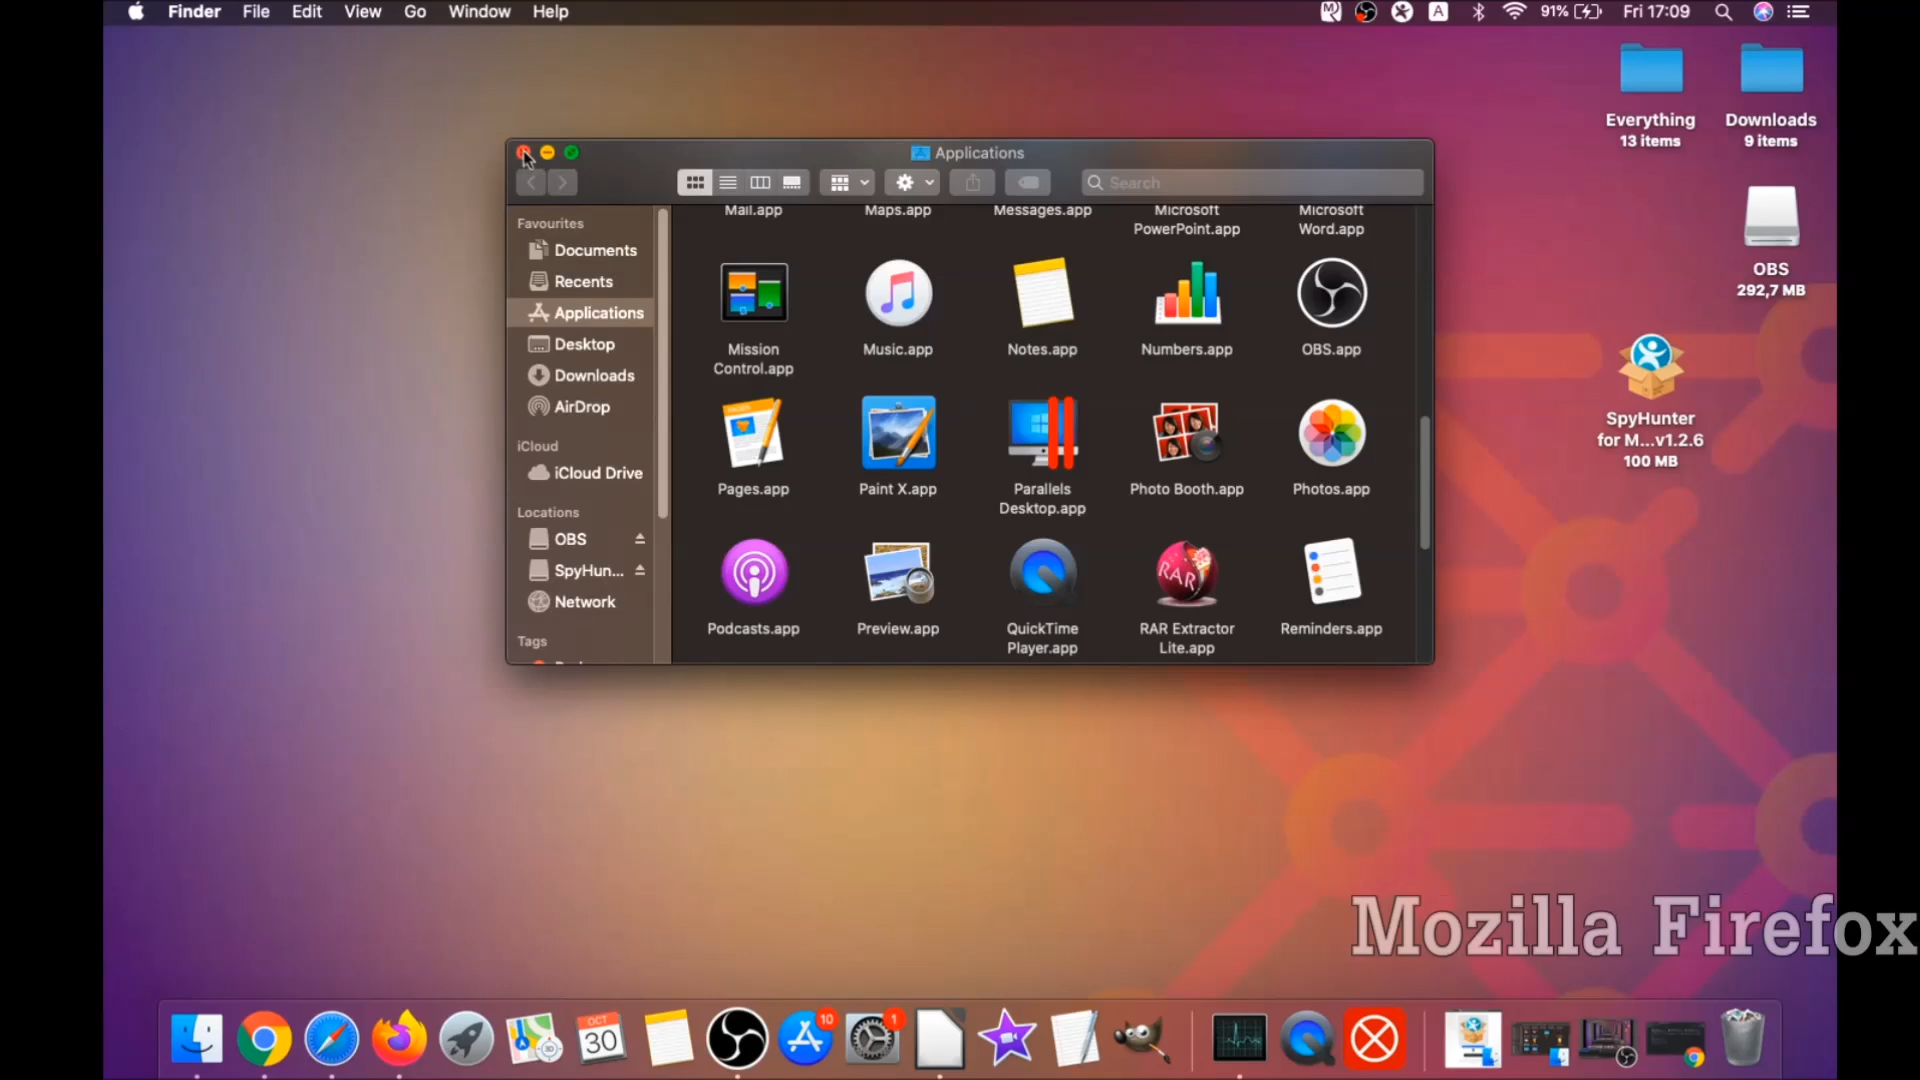 Finder File Edit View Go Window Help
A 91% Fri 17:09
Everything
13 items
Downloads
9 items
OBS
292,7 MB
SpyHunter
for M...v1.2.6
100 MB
Applications
Search
Favourites
Documents
Recents
Applications
Desktop
Downloads
AirDrop
iCloud
iCloud Drive
Locations
OBS
SpyHun...
Network
Tags
Mail.app
Maps.app
Messages.app
Microsoft
PowerPoint.app
Microsoft
Word.app
Mission
Control.app
Music.app
Notes.app
Numbers.app
OBS.app
Pages.app
Paint X.app
Parallels
Desktop.app
Photo Booth.app
Photos.app
RAR
Podcasts.app
Preview.app
QuickTime
Player.app
RAR Extractor
Lite.app
Reminders.app
Mozilla Firefox
OCT
30
10
1